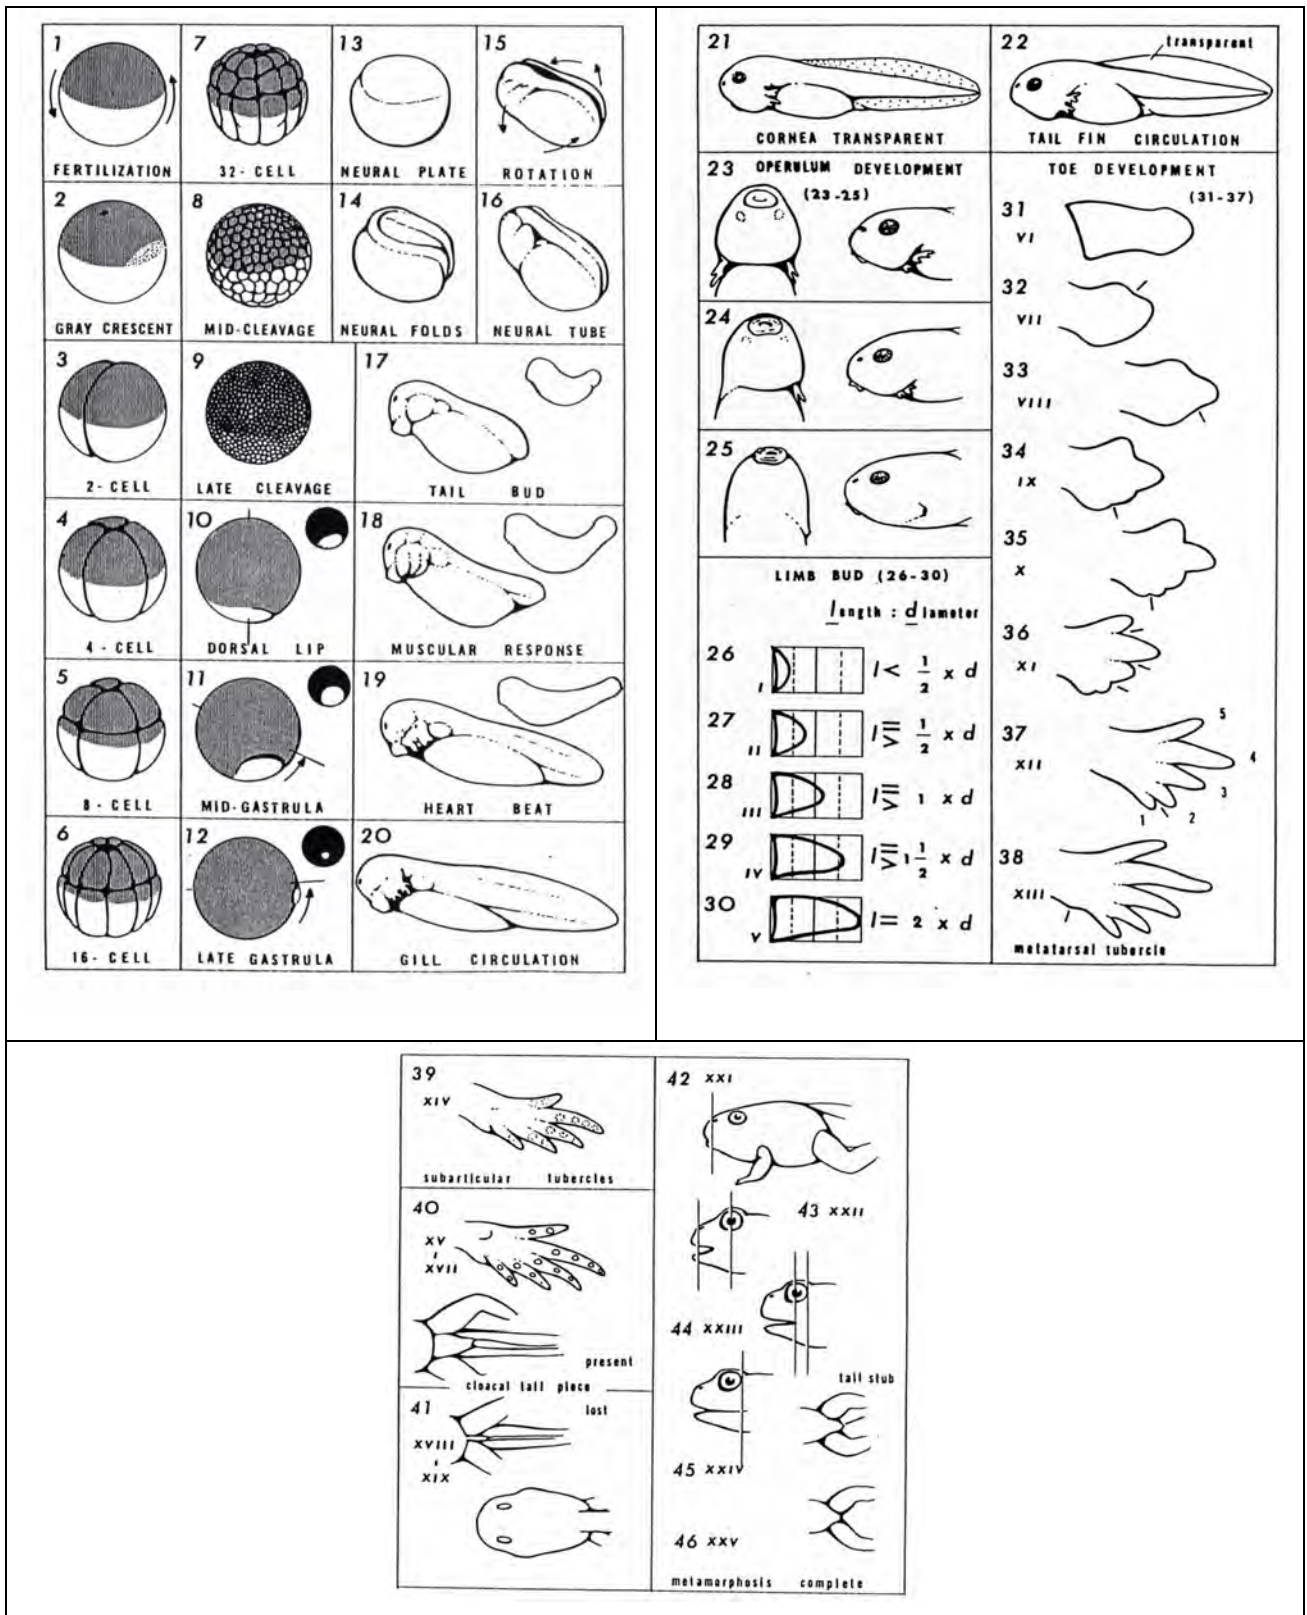 1
FERTILIZATION
7
32- CELL
13
NEURAL PLATE
15
ROTATION
2
GRAY CRESCENT
8
MID-CLEAVAGE
14
NEURAL FOLDS
16
NEURAL TUBE
3
2- CELL
9
LATE CLEAVAGE
17
TAIL BUD
4
4 - CELL
10
DORSAL LIP
18
MUSCULAR RESPONSE
5
8 - CELL
11
MID-GASTRULA
19
HEART BEAT
6
16- CELL
12
LATE GASTRULA
20
GILL CIRCULATION
21
CORNEA TRANSPARENT
22
transparent
TAIL FIN CIRCULATION
23 OPERULUM DEVELOPMENT
(23-25)
24
25
LIMB BUD (26-30)
length : diameter
26
I
l < 1/2 x d
27
II
l ≧ 1/2 x d
28
III
l ≧ 1 x d
29
IV
l ≧ 1 1/2 x d
30
V
l = 2 x d
TOE DEVELOPMENT
(31-37)
31
VI
32
VII
33
VIII
34
IX
35
X
36
XI
37
XII
5
4
3
2
1
38
XIII
metatarsal tubercle
39
XIV
subarticular tubercles
40
XV
XVII
present
cloacal tail piece
41
lost
XVIII
XIX
42 XXI
43 XXII
44 XXIII
tail stub
45 XXIV
46 XXV
metamorphosis complete